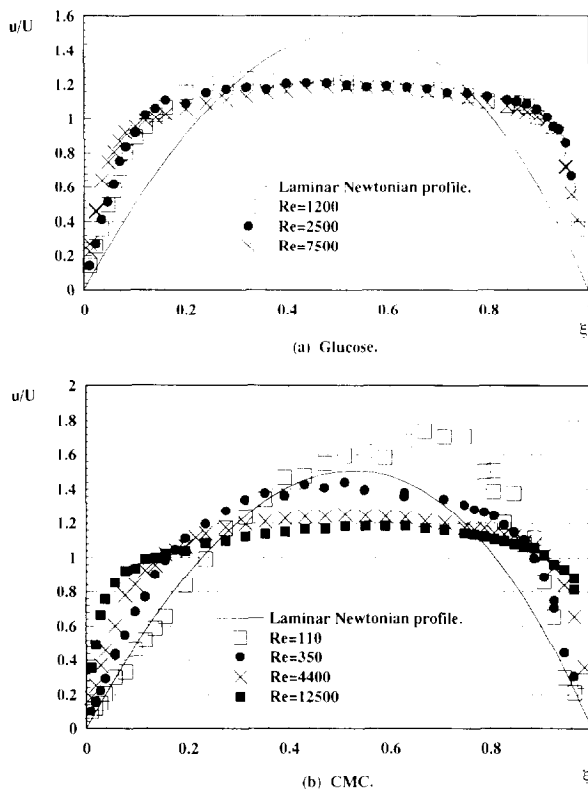 u/U
1.6
1.4
1.2
1
0.8
0.6
0.4
0.2
0
Laminar Newtonian profile.
Re=1200
Re=2500
Re=7500
0
0.2
0.4
0.6
0.8
ξ
(a) Glucose.
u/U
2
1.8
1.6
1.4
1.2
1
0.8
0.6
0.4
0.2
0
Laminar Newtonian profile.
Re=110
Re=350
Re=4400
Re=12500
0
0.2
0.4
0.6
0.8
ξ
(b) CMC.